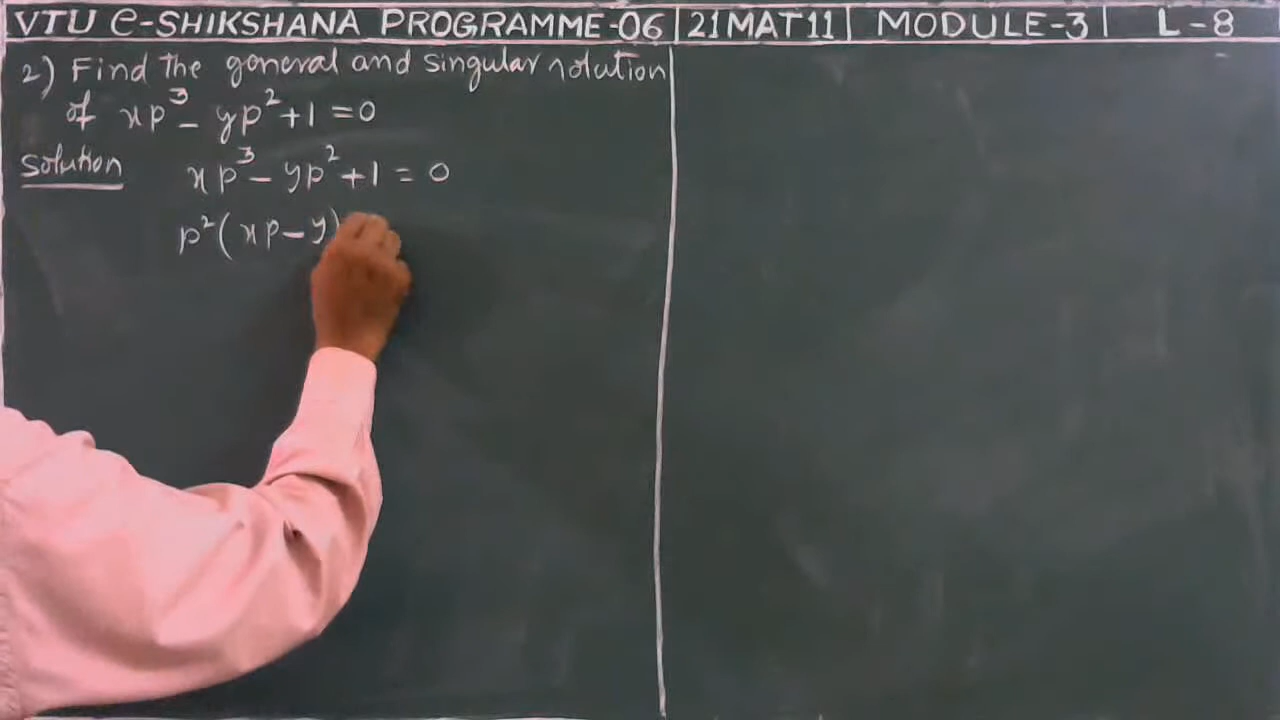 VTU e-SHIKSHANA PROGRAMME-06 | 21MAT11 | MODULE-3 | L-8
2) Find the general and singular solution
of xp³ - yp² + 1 = 0
Solution xp³ - yp² + 1 = 0
p²(xp - y)